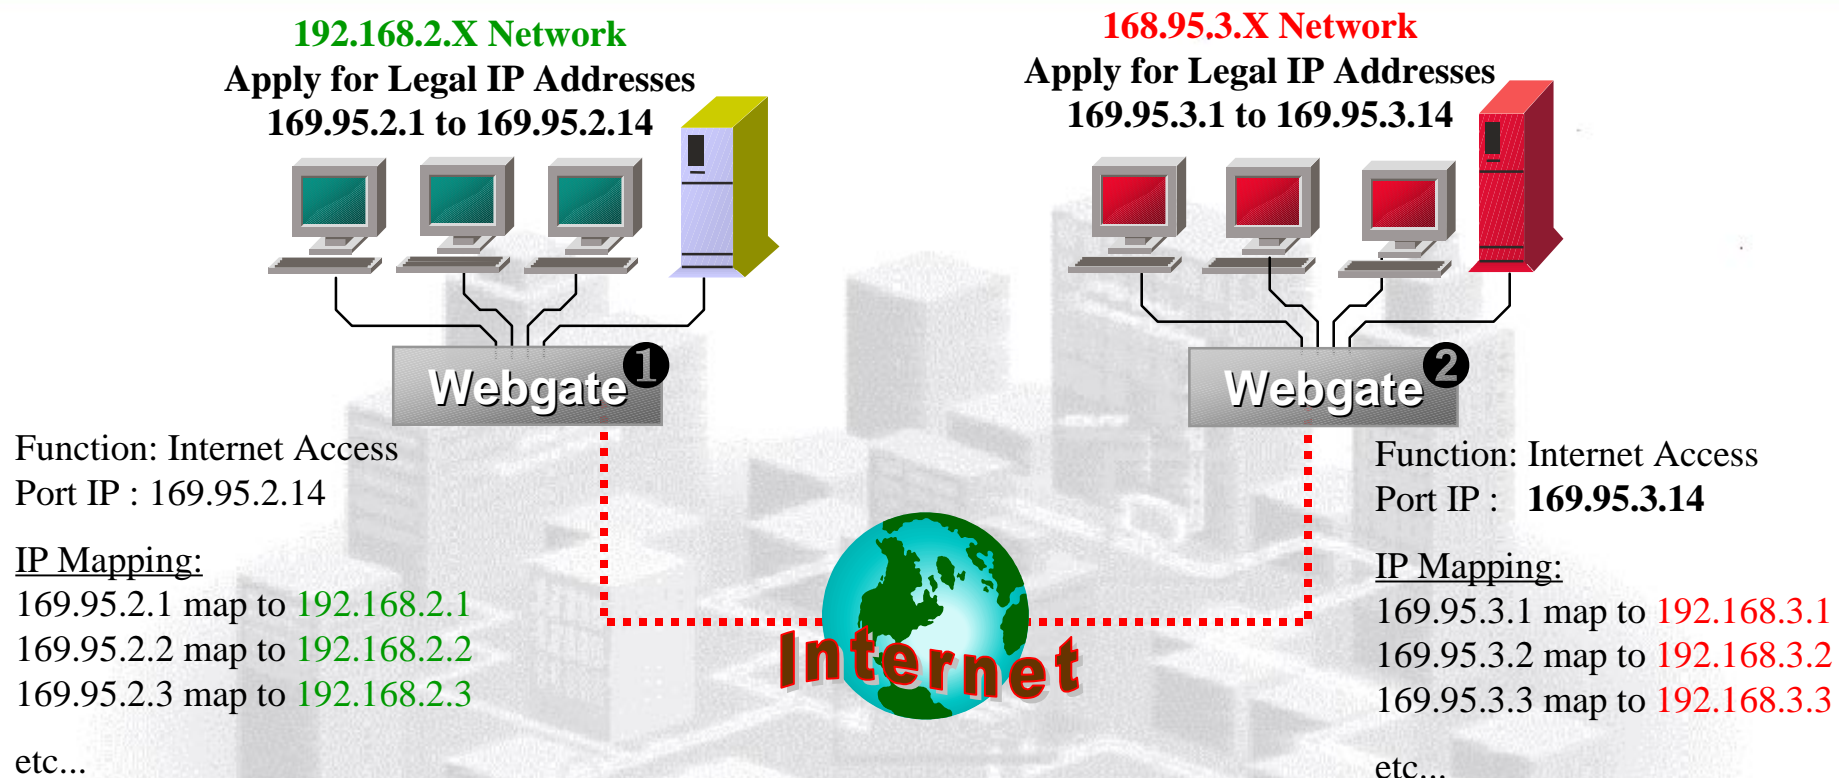 192.168.2.X Network
Apply for Legal IP Addresses
169.95.2.1 to 169.95.2.14
168.95.3.X Network
Apply for Legal IP Addresses
169.95.3.1 to 169.95.3.14
Webgate 1
Webgate 2
Function: Internet Access
Port IP : 169.95.2.14
IP Mapping:
169.95.2.1 map to 192.168.2.1
169.95.2.2 map to 192.168.2.2
169.95.2.3 map to 192.168.2.3
etc...
Internet
Function: Internet Access
Port IP : 169.95.3.14
IP Mapping:
169.95.3.1 map to 192.168.3.1
169.95.3.2 map to 192.168.3.2
169.95.3.3 map to 192.168.3.3
etc...